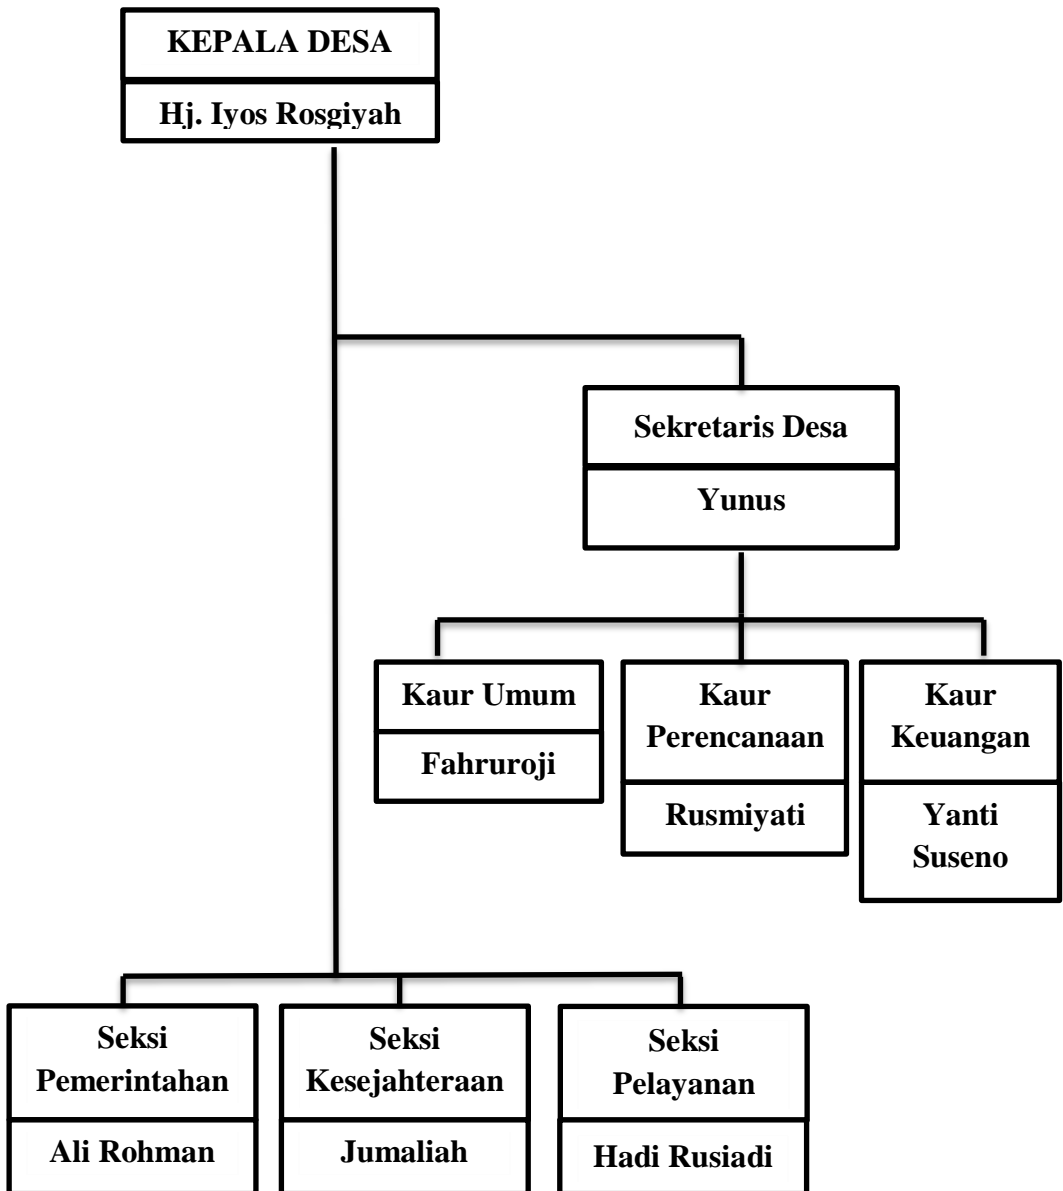 KEPALA DESA
Hj. Iyos Rosgiyah
Sekretaris Desa
Yunus
Kaur Umum
Fahruroji
Kaur
Perencanaan
Rusmiyati
Kaur
Keuangan
Yanti
Suseno
Seksi
Pemerintahan
Ali Rohman
Seksi
Kesejahteraan
Jumaliah
Seksi
Pelayanan
Hadi Rusiadi